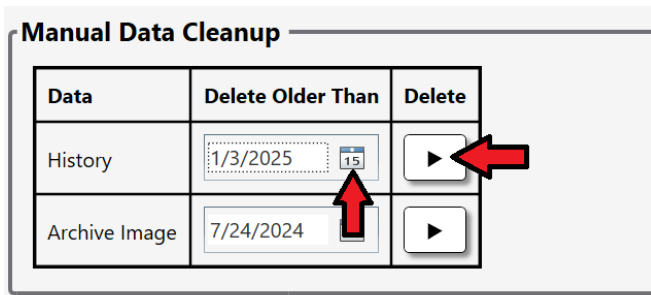 Manual Data Cleanup
Data Delete Older Than Delete
History 1/3/2025 15
Archive Image 7/24/2024